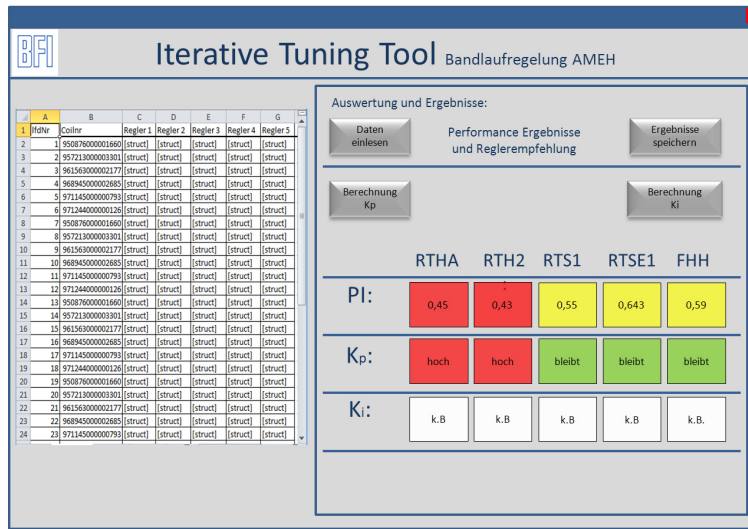 BFI
Iterative Tuning Tool Bandlaufregelung AMEH
A B C D E F G
1 lfdNr Coilnr Regler 1 Regler 2 Regler 3 Regler 4 Regler 5
2 1 950876000001660 [struct] [struct] [struct] [struct] [struct]
3 2 957213000003301 [struct] [struct] [struct] [struct] [struct]
4 3 961563000002177 [struct] [struct] [struct] [struct] [struct]
5 4 968945000002685 [struct] [struct] [struct] [struct] [struct]
6 5 971145000000793 [struct] [struct] [struct] [struct] [struct]
7 6 971244000000126 [struct] [struct] [struct] [struct] [struct]
8 7 950876000001660 [struct] [struct] [struct] [struct] [struct]
9 8 957213000003301 [struct] [struct] [struct] [struct] [struct]
10 9 961563000002177 [struct] [struct] [struct] [struct] [struct]
11 10 968945000002685 [struct] [struct] [struct] [struct] [struct]
12 11 971145000000793 [struct] [struct] [struct] [struct] [struct]
13 12 971244000000126 [struct] [struct] [struct] [struct] [struct]
14 13 950876000001660 [struct] [struct] [struct] [struct] [struct]
15 14 957213000003301 [struct] [struct] [struct] [struct] [struct]
16 15 961563000002177 [struct] [struct] [struct] [struct] [struct]
17 16 968945000002685 [struct] [struct] [struct] [struct] [struct]
18 17 971145000000793 [struct] [struct] [struct] [struct] [struct]
19 18 971244000000126 [struct] [struct] [struct] [struct] [struct]
20 19 950876000001660 [struct] [struct] [struct] [struct] [struct]
21 20 957213000003301 [struct] [struct] [struct] [struct] [struct]
22 21 961563000002177 [struct] [struct] [struct] [struct] [struct]
23 22 968945000002685 [struct] [struct] [struct] [struct] [struct]
24 23 971145000000793 [struct] [struct] [struct] [struct] [struct]
Auswertung und Ergebnisse:
Daten
einlesen
Performance Ergebnisse
und Reglerempfehlung
Ergebnisse
speichern
Berechnung
Kp
Berechnung
Ki
RTHA RTH2 RTS1 RTSE1 FHH
:
PI: 0,45 0,43 0,55 0,643 0,59
Kp: hoch hoch bleibt bleibt bleibt
Ki: k.B k.B k.B k.B k.B.